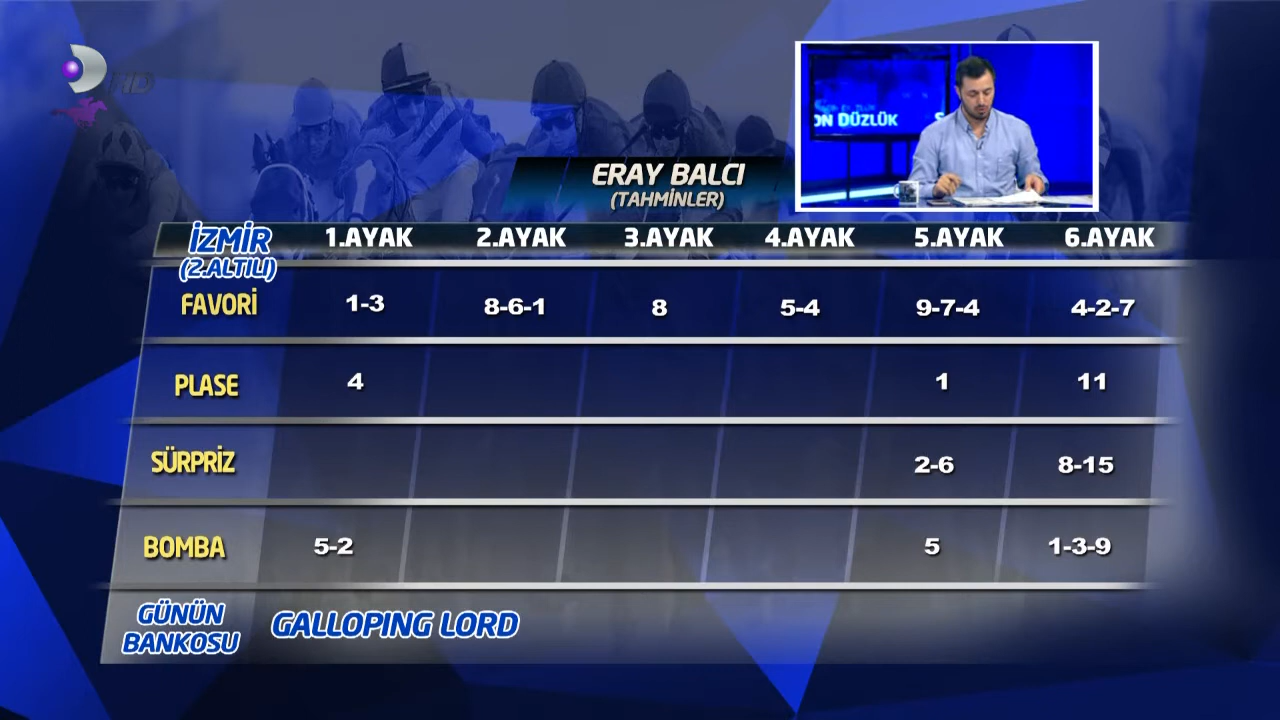 HD
ON DÜZLÜK
S
ERAY BALCI
(TAHMİNLER)
İZMİR
(2.ALTILI)
1.AYAK 2.AYAK 3.AYAK 4.AYAK 5.AYAK 6.AYAK
FAVORİ 1-3 8-6-1 8 5-4 9-7-4 4-2-7
PLASE 4 1 11
SÜRPRİZ 2-6 8-15
BOMBA 5-2 5 1-3-9
GÜNÜN
BANKOSU
GALLOPING LORD